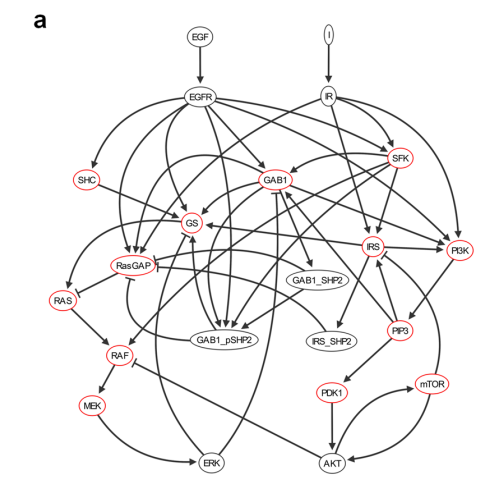 a
EGF
I
EGFR
IR
SFK
SHC
GAB1
GS
IRS
PI3K
RasGAP
GAB1_SHP2
RAS
GAB1_pSHP2
IRS_SHP2
PIP3
RAF
mTOR
PDK1
MEK
ERK
AKT